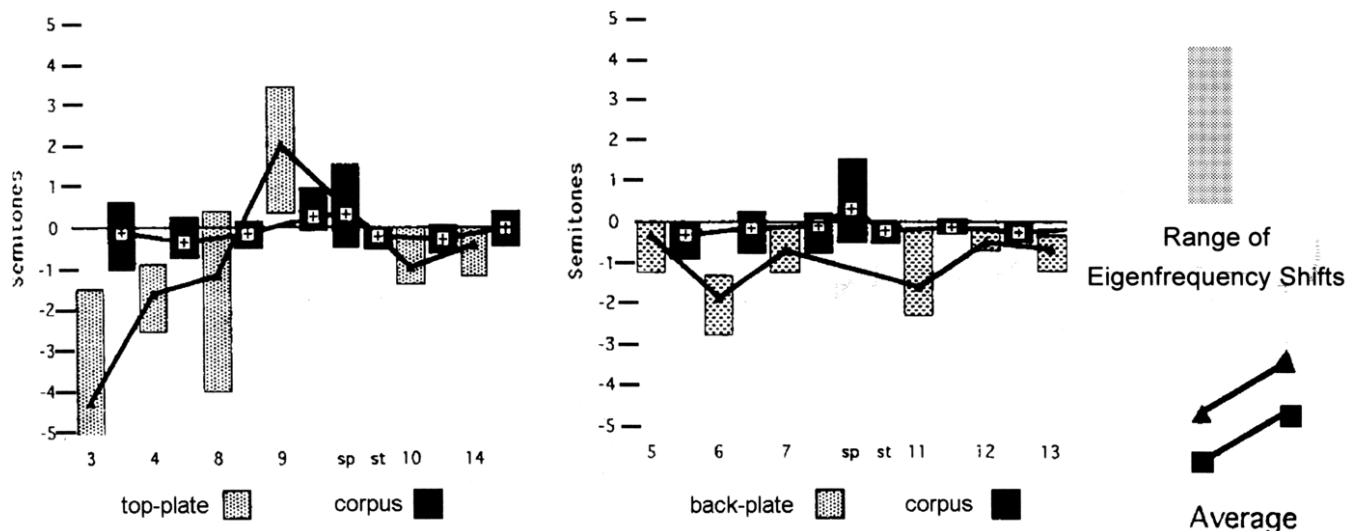 5
4
3
2
1
0
-1
-2
-3
-4
-5
Semitones
3 4 8 9 sp st 10 14
top-plate corpus
5
4
3
2
1
0
-1
-2
-3
-4
-5
Semitones
5 6 7 sp st 11 12 13
back-plate corpus
Range of
Eigenfrequency Shifts
Average